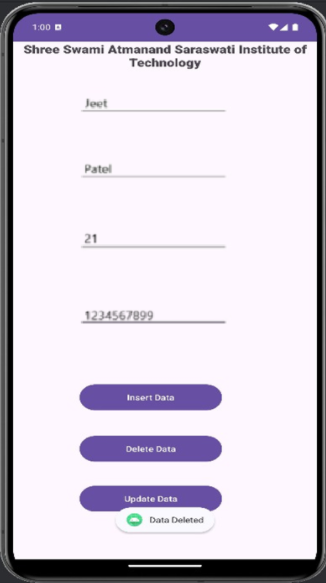 1:00
Shree Swami Atmanand Saraswati Institute of
Technology
Jeet
Patel
21
1234567899
Insert Data
Delete Data
Update Data
Data Deleted